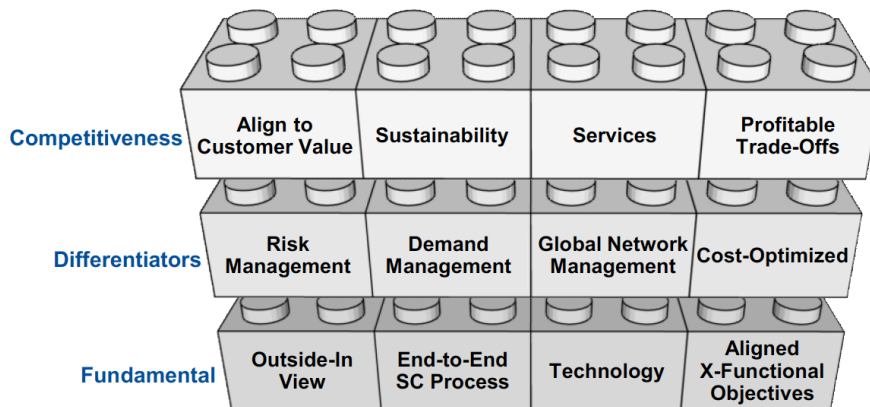 Competitiveness
Align to
Customer Value
Sustainability
Services
Profitable
Trade-Offs
Differentiators
Risk
Management
Demand
Management
Global Network
Management
Cost-Optimized
Fundamental
Outside-In
View
End-to-End
SC Process
Technology
Aligned
X-Functional
Objectives